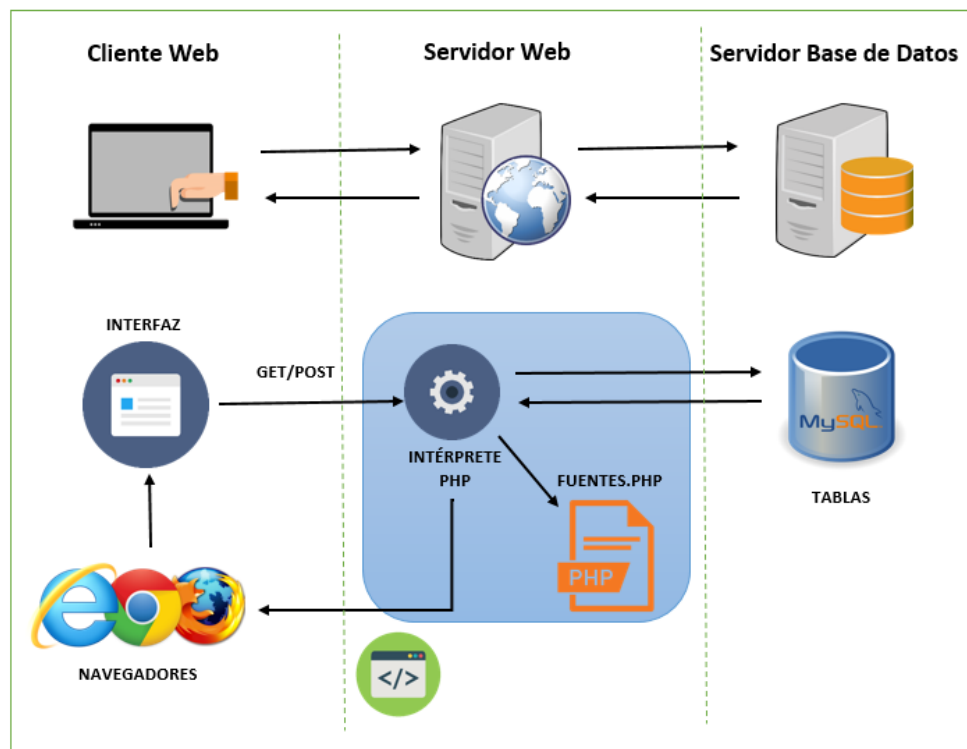 Cliente Web
Servidor Web
Servidor Base de Datos
INTERFAZ
GET/POST
INTÉRPRETE
PHP
FUENTES.PHP
PHP
MySQL
TABLAS
NAVEGADORES
</>